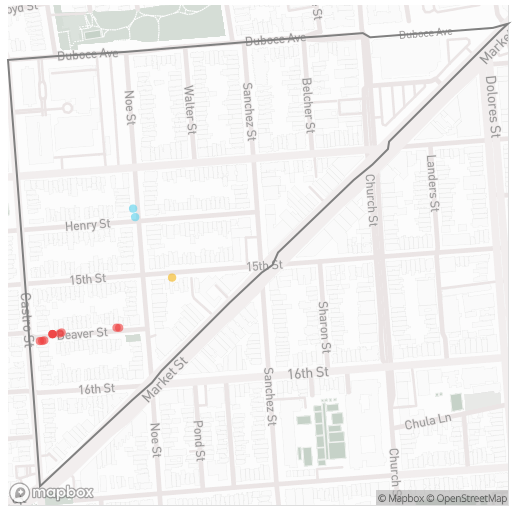 oyd St
Duboce Ave
Duboce Ave
Market
Noe St
Walter St
Sanchez St
Belcher St
Dolores St
Landers St
Church St
Henry St
15th St
15th St
Castro St
Beaver St
Sharon St
16th St
16th St
Market St
Sanchez St
Noe St
Pond St
Church St
Chula Ln
mapbox
© Mapbox © OpenStreetMap